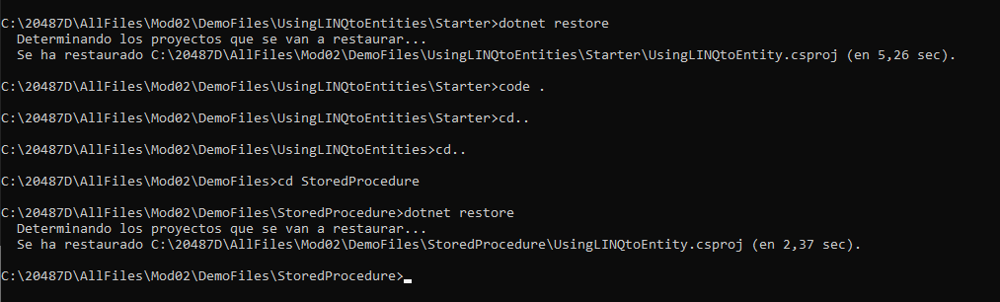 C:\20487D\AllFiles\Mod02\DemoFiles\UsingLINQtoEntities\Starter>dotnet restore
Determinando los proyectos que se van a restaurar...
Se ha restaurado C:\20487D\AllFiles\Mod02\DemoFiles\UsingLINQtoEntities\Starter\UsingLINQtoEntity.csproj (en 5,26 sec).
C:\20487D\AllFiles\Mod02\DemoFiles\UsingLINQtoEntities\Starter>code .
C:\20487D\AllFiles\Mod02\DemoFiles\UsingLINQtoEntities\Starter>cd..
C:\20487D\AllFiles\Mod02\DemoFiles\UsingLINQtoEntities>cd..
C:\20487D\AllFiles\Mod02\DemoFiles>cd StoredProcedure
C:\20487D\AllFiles\Mod02\DemoFiles\StoredProcedure>dotnet restore
Determinando los proyectos que se van a restaurar...
Se ha restaurado C:\20487D\AllFiles\Mod02\DemoFiles\StoredProcedure\UsingLINQtoEntity.csproj (en 2,37 sec).
C:\20487D\AllFiles\Mod02\DemoFiles\StoredProcedure>